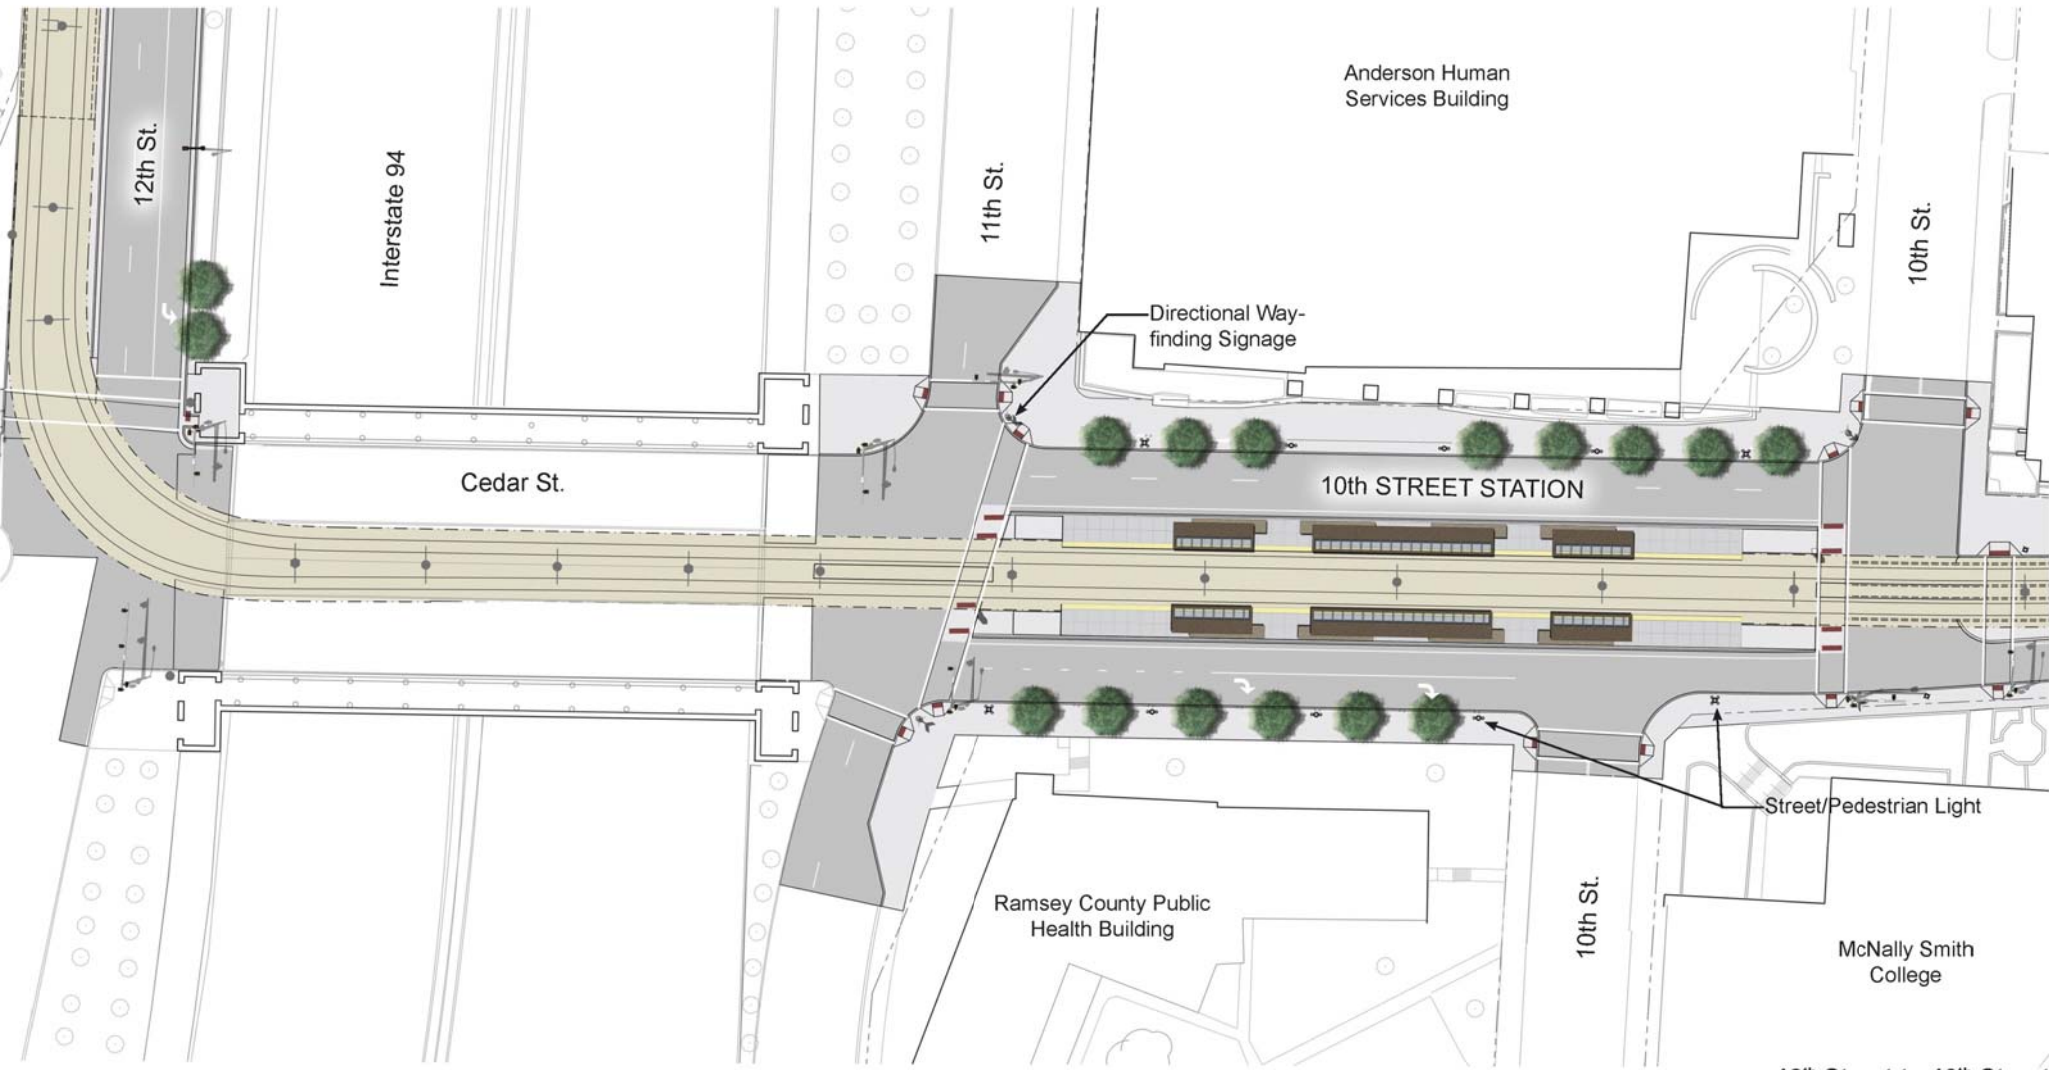 Anderson Human
Services Building
12th St.
Interstate 94
11th St.
10th St.
Directional Way-
finding Signage
Cedar St.
10th STREET STATION
Street/Pedestrian Light
Ramsey County Public
Health Building
10th St.
McNally Smith
College